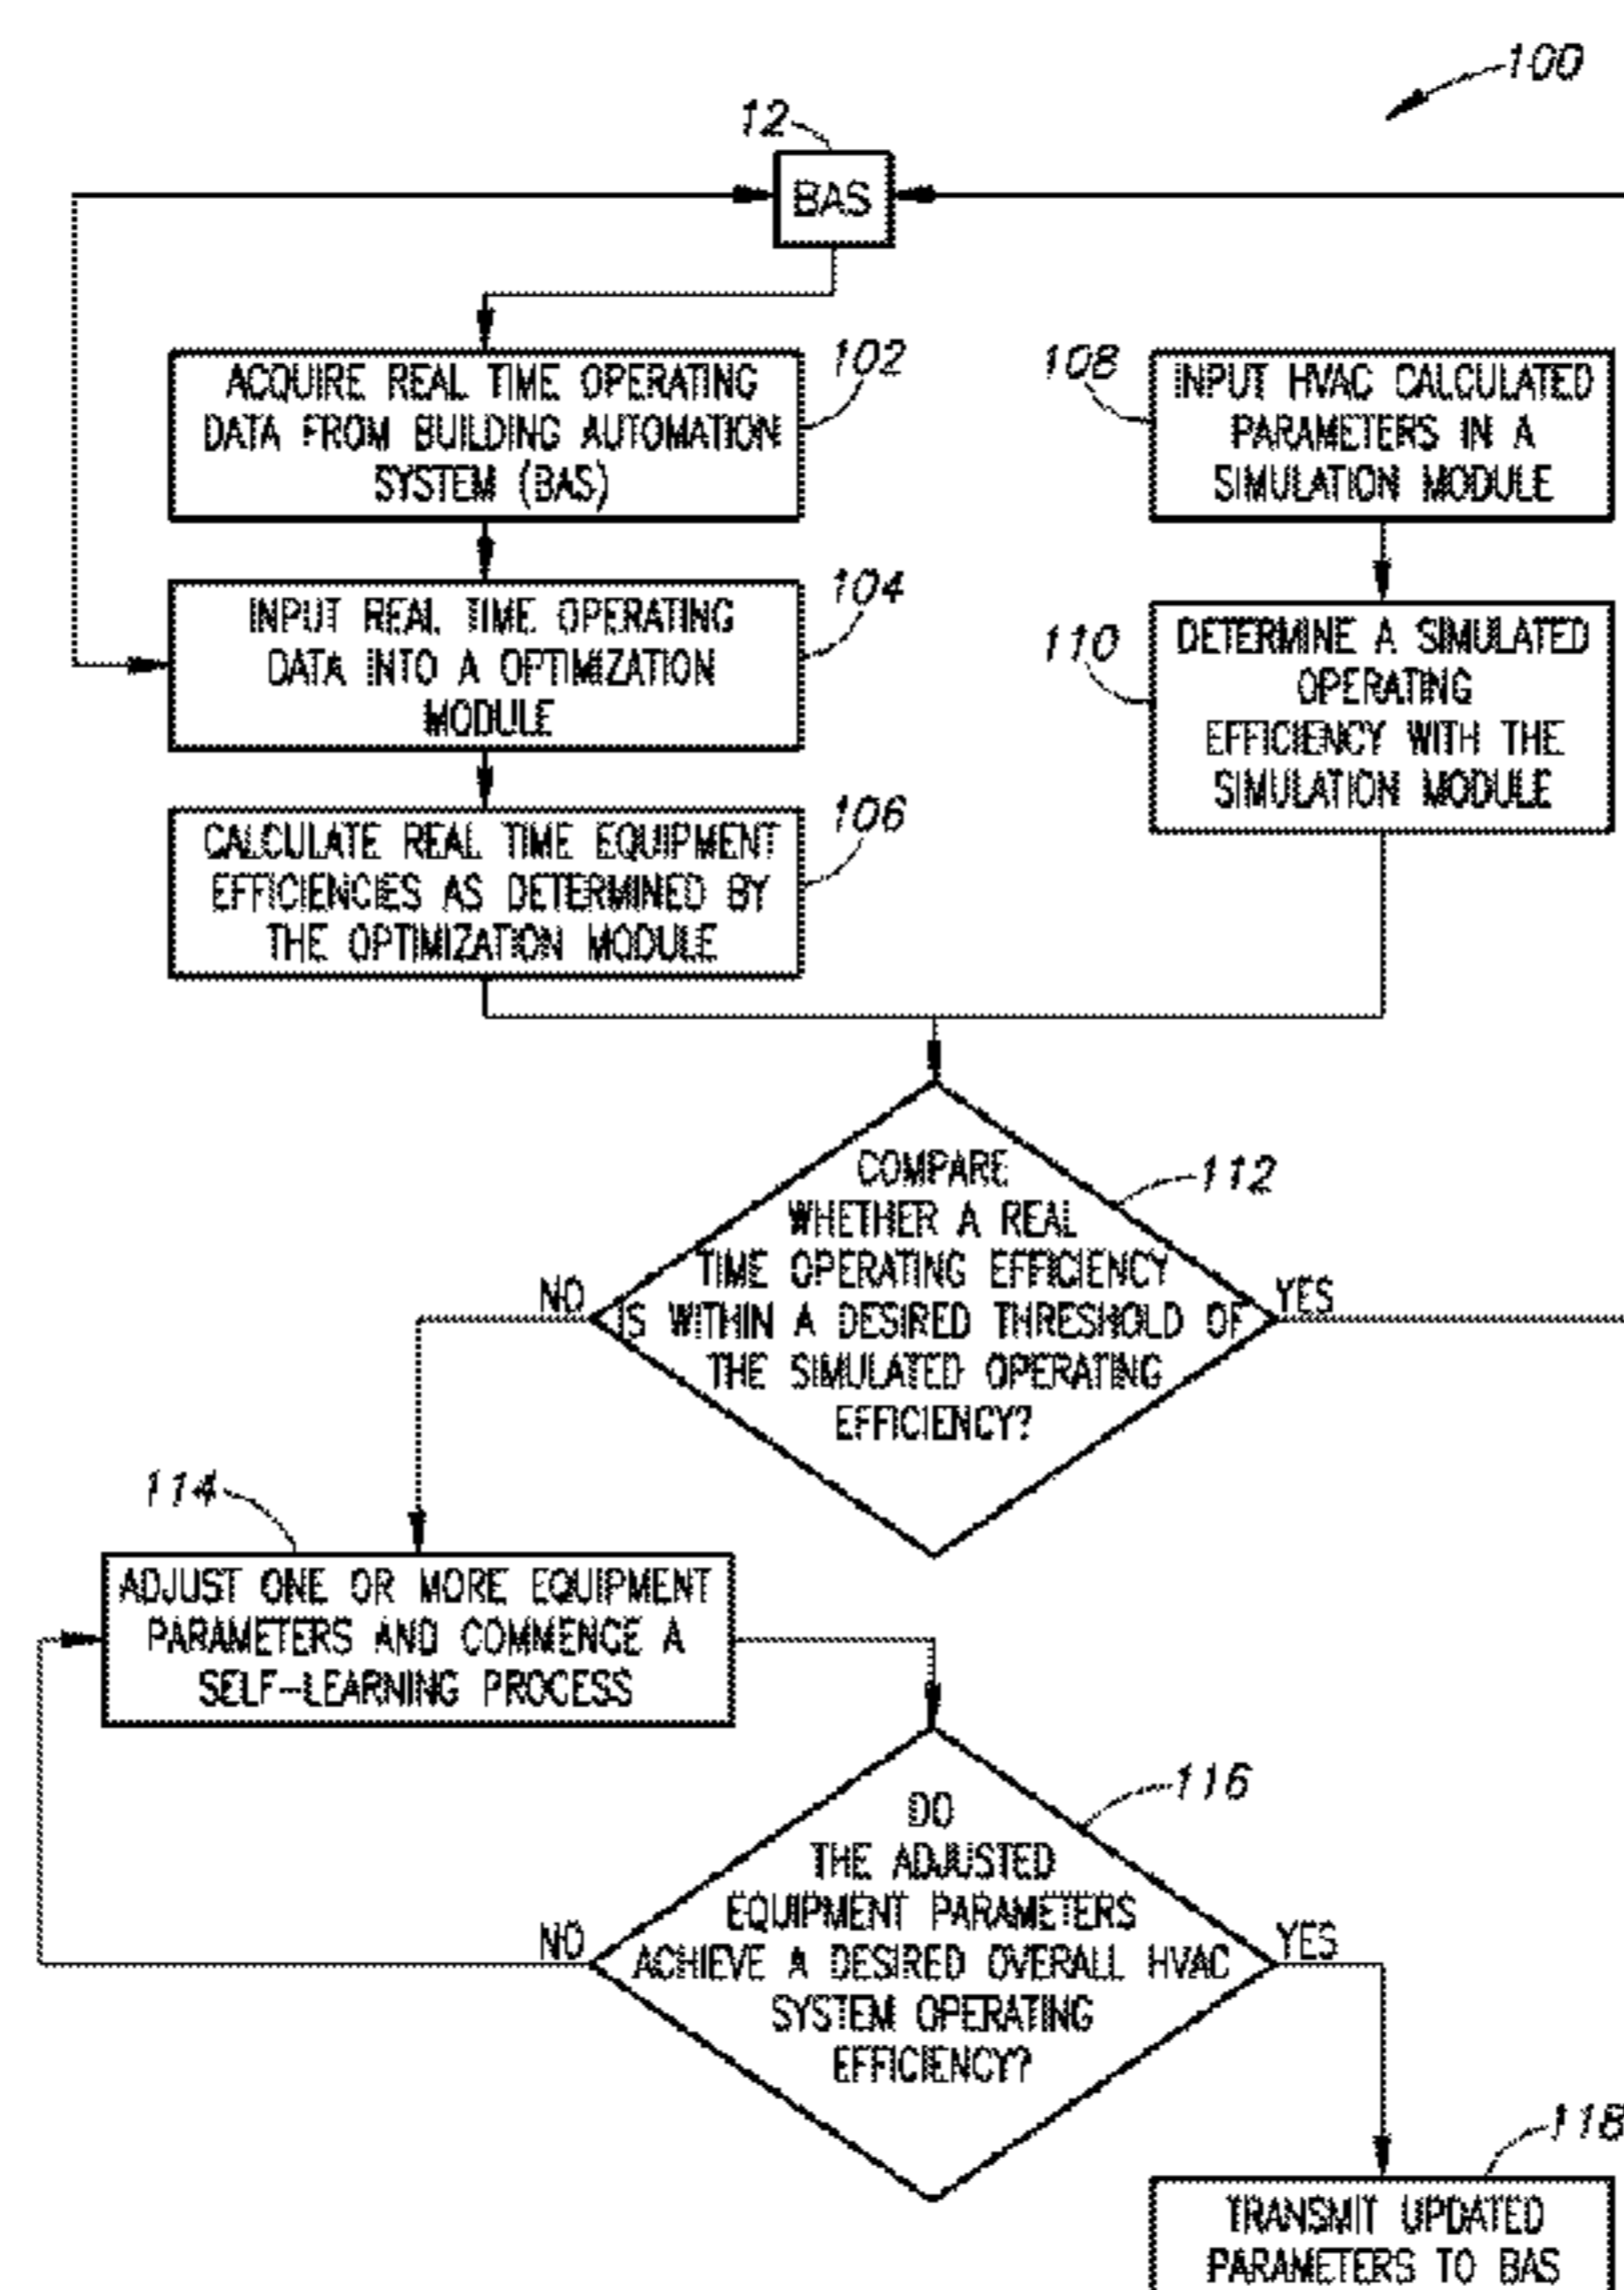 100
12
BAS
102
ACQUIRE REAL TIME OPERATING
DATA FROM BUILDING AUTOMATION
SYSTEM (BAS)
108
INPUT HVAC CALCULATED
PARAMETERS IN A
SIMULATION MODULE
104
INPUT REAL TIME OPERATING
DATA INTO A OPTIMIZATION
MODULE
110
DETERMINE A SIMULATED
OPERATING
EFFICIENCY WITH THE
SIMULATION MODULE
106
CALCULATE REAL TIME EQUIPMENT
EFFICIENCIES AS DETERMINED BY
THE OPTIMIZATION MODULE
112
COMPARE
WHETHER A REAL
TIME OPERATING EFFICIENCY
IS WITHIN A DESIRED THRESHOLD OF
THE SIMULATED OPERATING
EFFICIENCY?
NO
YES
114
ADJUST ONE OR MORE EQUIPMENT
PARAMETERS AND COMMENCE A
SELF-LEARNING PROCESS
116
DO
THE ADJUSTED
EQUIPMENT PARAMETERS
ACHIEVE A DESIRED OVERALL HVAC
SYSTEM OPERATING
EFFICIENCY?
NO
YES
118
TRANSMIT UPDATED
PARAMETERS TO BAS